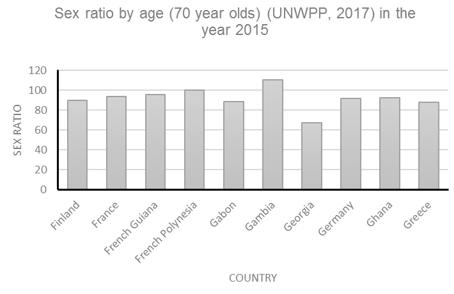 Sex ratio by age (70 year olds) (UNWPP, 2017) in the
year 2015
SEX RATIO
120
100
80
60
40
20
0
Finland
France
French Guiana
French Polynesia
Gabon
Gambia
Georgia
Germany
Ghana
Greece
COUNTRY